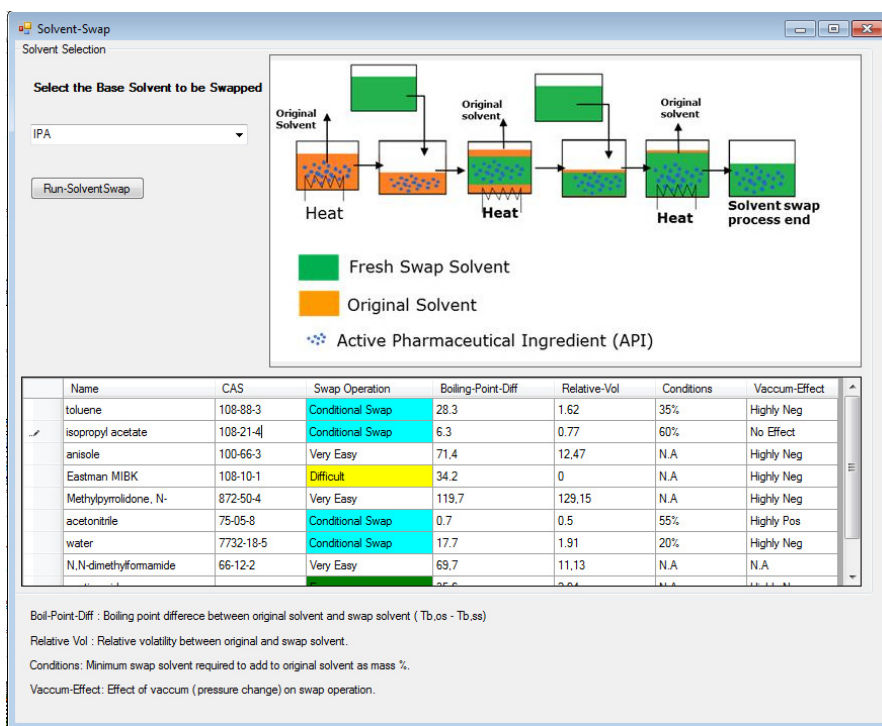 Solvent-Swap
Solvent Selection
Select the Base Solvent to be Swapped
IPA
Run-SolventSwap
Original Solvent
Original solvent
Original solvent
Heat
Heat
Heat
Solvent swap process end
Fresh Swap Solvent
Original Solvent
Active Pharmaceutical Ingredient (API)
Name CAS Swap Operation Boiling-Point-Diff Relative-Vol Conditions Vaccum-Effect
toluene 108-88-3 Conditional Swap 28.3 1.62 35% Highly Neg
isopropyl acetate 108-21-4 Conditional Swap 6.3 0.77 60% No Effect
anisole 100-66-3 Very Easy 71,4 12,47 N.A Highly Neg
Eastman MIBK 108-10-1 Difficult 34.2 0 N.A Highly Neg
Methylpyrrolidone, N- 872-50-4 Very Easy 119,7 129,15 N.A Highly Neg
acetonitrile 75-05-8 Conditional Swap 0.7 0.5 55% Highly Pos
water 7732-18-5 Conditional Swap 17.7 1.91 20% Highly Neg
N,N-dimethylformamide 66-12-2 Very Easy 69,7 11,13 N.A N.A
Boil-Point-Diff : Boiling point differece between original solvent and swap solvent ( Tb,os - Tb,ss)
Relative Vol : Relative volatility between original and swap solvent.
Conditions: Minimum swap solvent required to add to original solvent as mass %.
Vaccum-Effect: Effect of vaccum ( pressure change) on swap operation.